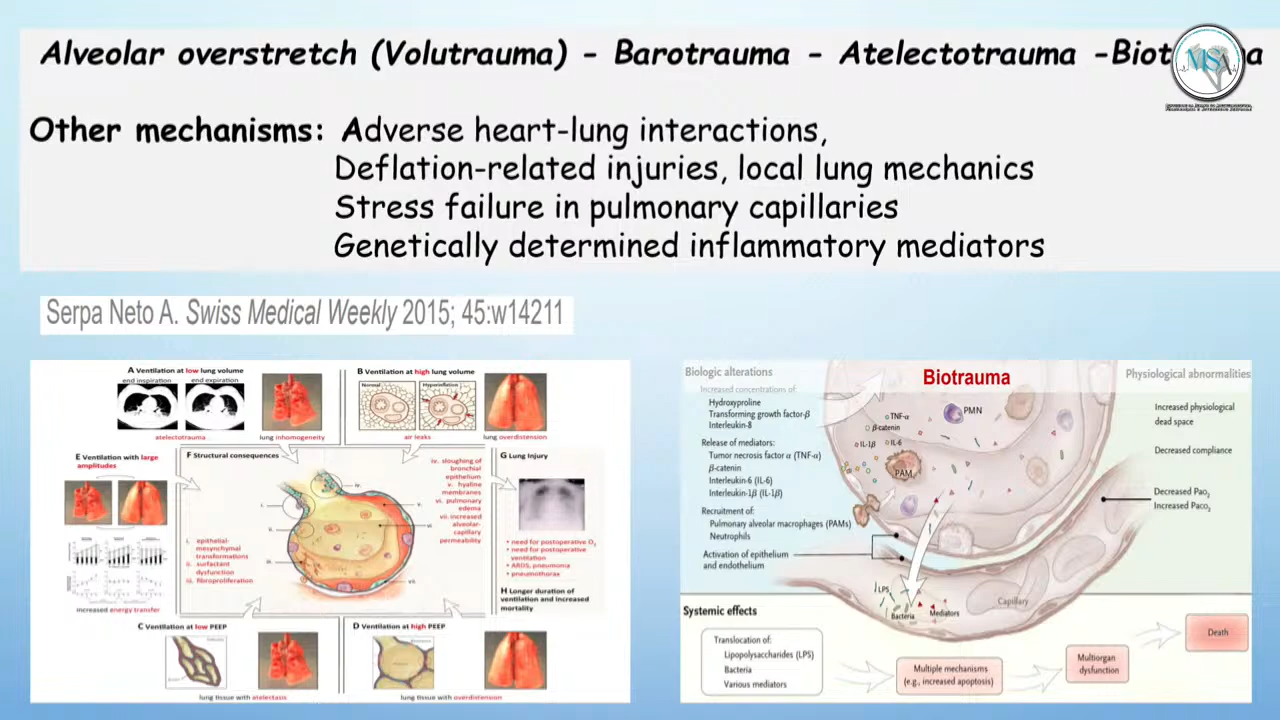 Alveolar overstretch (Volutrauma) - Barotrauma - Atelectotrauma -Biot a
MSA
Other mechanisms: Adverse heart-lung interactions,
Deflation-related injuries, local lung mechanics
Stress failure in pulmonary capillaries
Genetically determined inflammatory mediators
Serpa Neto A. Swiss Medical Weekly 2015; 45:w14211
A Ventilation at low lung volume
end inspiration end expiration
atelectotrauma
lung inhomogeneity
B Ventilation at high lung volume
Normal
Hyperinflation
air leaks
lung overdistension
E Ventilation with large
amplitudes
increased energy transfer
F Structural consequences
i. epithelial-
mesynchymal
transformations
ii. surfactant
dysfunction
iii. fibroproliferation
iv. sloughing of
bronchial
epithelium
v. hyaline
membranes
vi. pulmonary
edema
vii. increased
alveolar-
capillary
permeability
i.
ii.
iii.
iv.
v.
vi.
vii.
G Lung Injury
• need for postoperative O2
• need for postoperative
ventilation
• ARDS, pneumonia
• pneumothorax
H Longer duration of
ventilation and increased
mortality
C Ventilation at low PEEP
lung tissue with atelectasis
D Ventilation at high PEEP
lung tissue with overdistension
Biotrauma
Biologic alterations
Increased concentrations of:
Hydroxyproline
Transforming growth factor-β
Interleukin-8
Release of mediators:
Tumor necrosis factor α (TNF-α)
β-catenin
Interleukin-6 (IL-6)
Interleukin-1β (IL-1β)
Recruitment of:
Pulmonary alveolar macrophages (PAMs)
Neutrophils
Activation of epithelium
and endothelium
TNF-α
β-catenin
IL-1β
IL-6
PMN
PAM
LPS
Bacteria
Mediators
Capillary
Physiological abnormalities
Increased physiological
dead space
Decreased compliance
Decreased Pao2
Increased Paco2
Systemic effects
Translocation of:
Lipopolysaccharides (LPS)
Bacteria
Various mediators
Multiple mechanisms
(e.g., increased apoptosis)
Multiorgan
dysfunction
Death